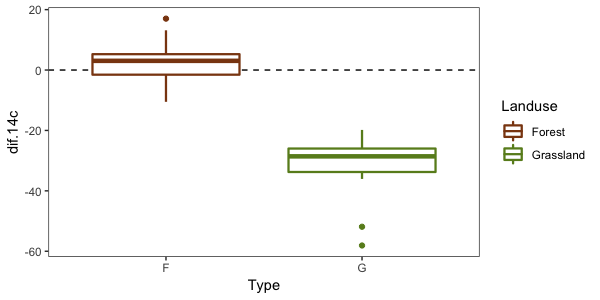 20
0
-20
-40
-60
dif.14c
F
G
Type
Landuse
Forest
Grassland